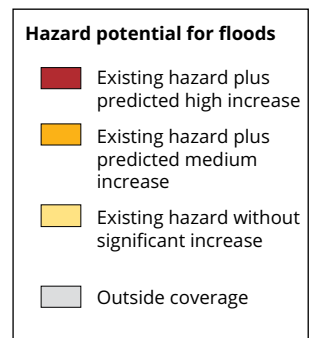 Hazard potential for floods
Existing hazard plus
predicted high increase
Existing hazard plus
predicted medium
increase
Existing hazard without
significant increase
Outside coverage